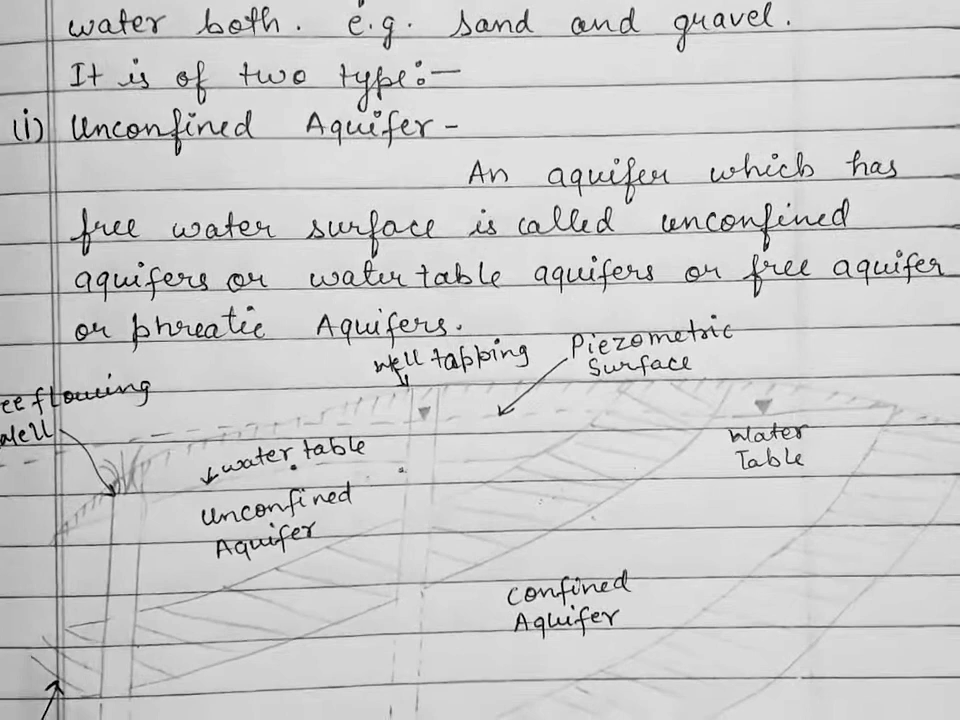 water both. e.g. sand and gravel.
It is of two type:—
(i) Unconfined Aquifer -
An aquifer which has
free water surface is called unconfined
aquifers or water table aquifers or free aquifer
or phreatic Aquifers.
well tapping
Piezometric
Surface
ee flowing
Well
water table
Water
Table
Unconfined
Aquifer
Confined
Aquifer